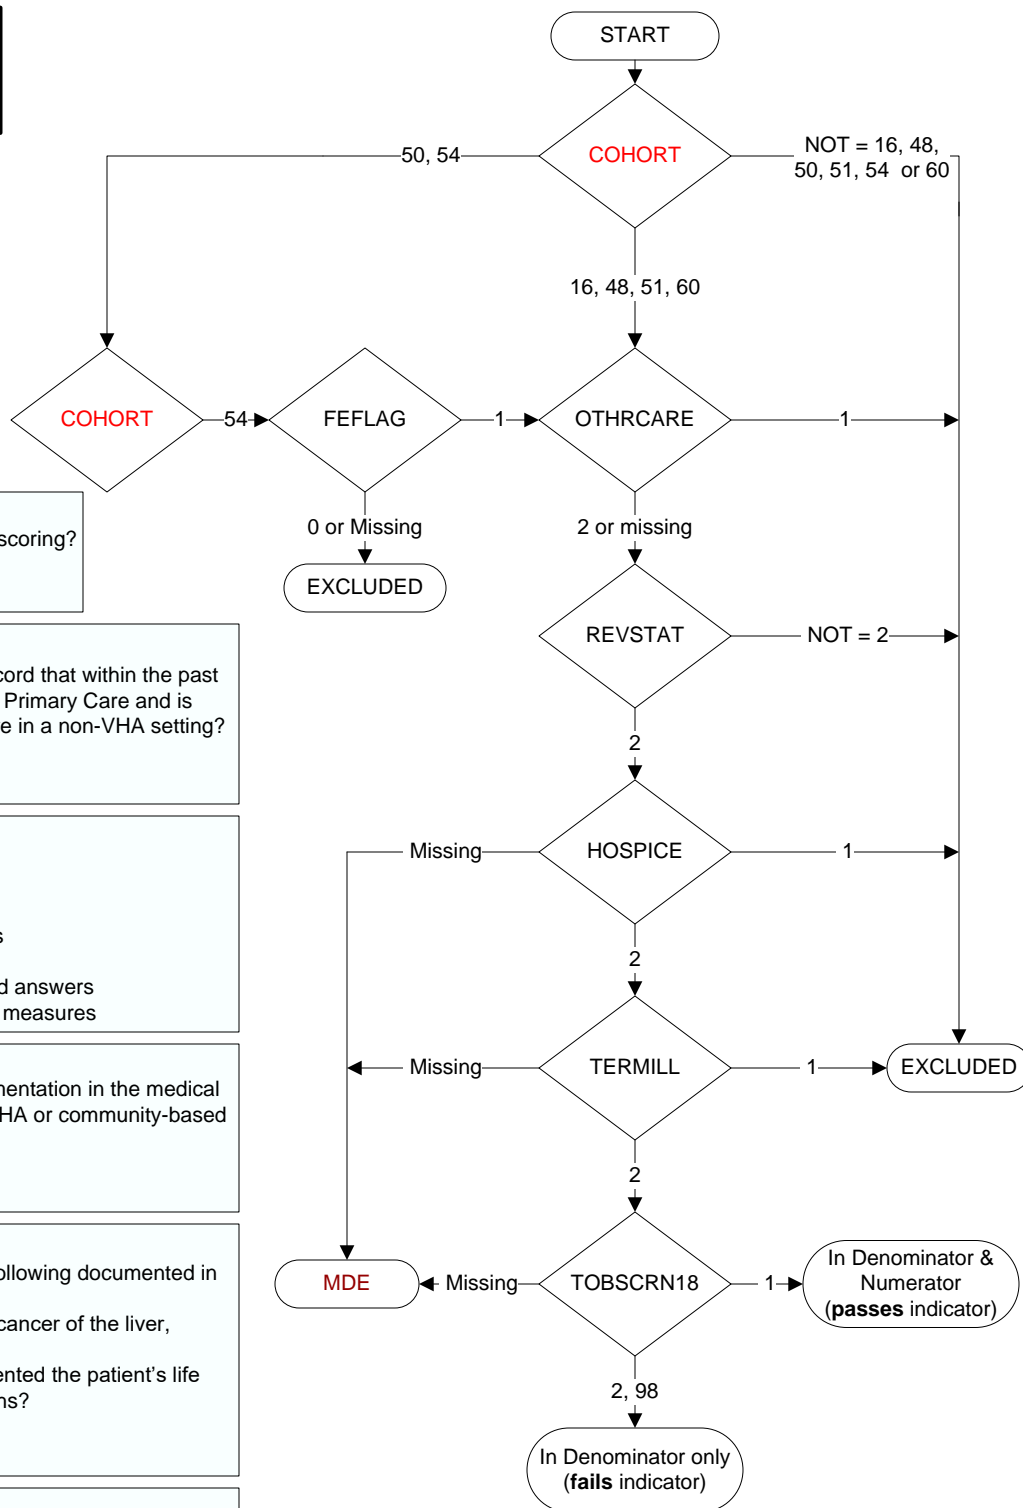 START
COHORT
50, 54
NOT = 16, 48,
50, 51, 54 or 60
16, 48, 51, 60
COHORT
54
FEFLAG
1
OTHRCARE
1
0 or Missing
2 or missing
EXCLUDED
scoring?
REVSTAT
NOT = 2
cord that within the past
Primary Care and is
re in a non-VHA setting?
2
Missing
HOSPICE
1
s
d answers
measures
2
Missing
TERMILL
1
EXCLUDED
mentation in the medical
HA or community-based
2
ollowing documented in
cancer of the liver,
ented the patient's life
ns?
MDE
Missing
TOBSCRN18
1
In Denominator &
Numerator
(passes indicator)
2, 98
In Denominator only
(fails indicator)